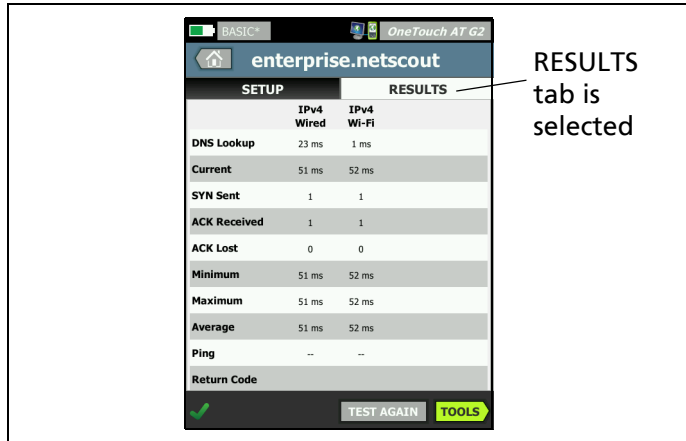 BASIC* OneTouch AT G2
enterprise.netscout
SETUP RESULTS
IPv4 IPv4
Wired Wi-Fi
DNS Lookup 23 ms 1 ms
Current 51 ms 52 ms
SYN Sent 1 1
ACK Received 1 1
ACK Lost 0 0
Minimum 51 ms 52 ms
Maximum 51 ms 52 ms
Average 51 ms 52 ms
Ping -- --
Return Code
TEST AGAIN TOOLS
RESULTS
tab is
selected